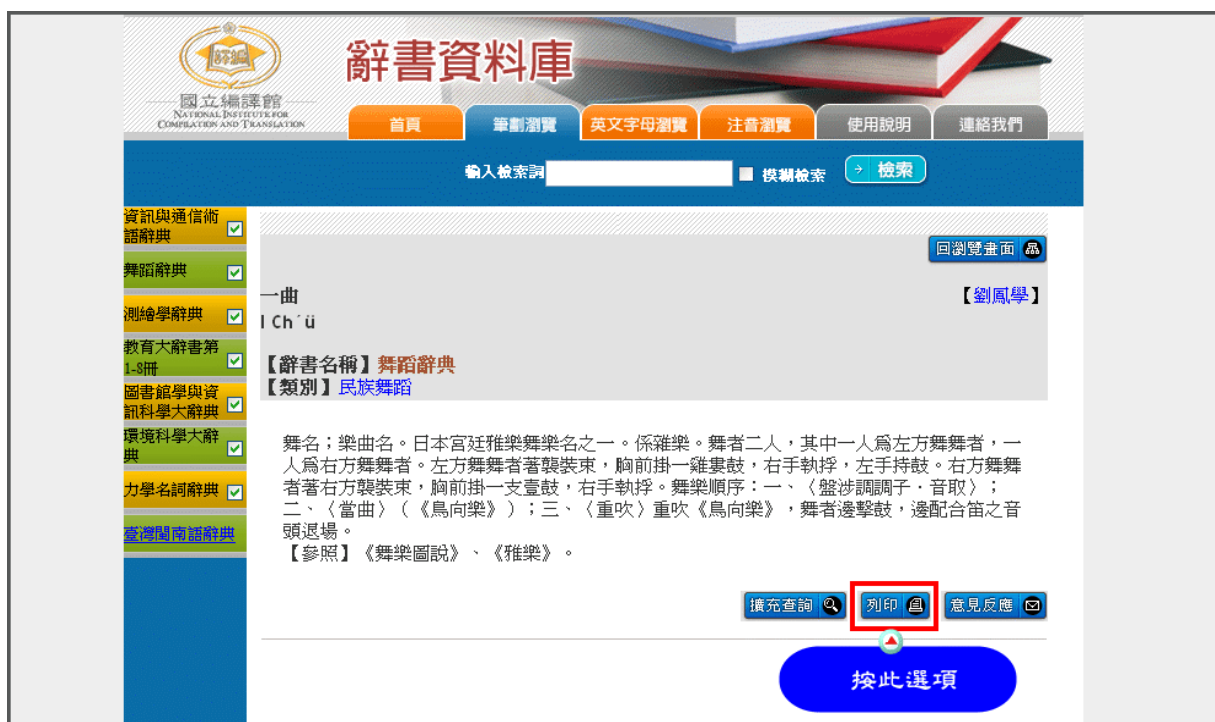 辭書資料庫
國立編譯館
NATIONAL INSTITUTE FOR
COMPILATION AND TRANSLATION
首頁 筆劃瀏覽 英文字母瀏覽 注音瀏覽 使用說明 連絡我們
輸入檢索詞 模糊檢索 檢索
資訊與通信術
語辭典
舞蹈辭典
測繪學辭典
教育大辭書第
1-8冊
圖書館學與資
訊科學大辭典
環境科學大辭
典
力學名詞辭典
臺灣閩南語辭典
回瀏覽畫面
一曲 【劉鳳學】
I Ch´ü
【辭書名稱】舞蹈辭典
【類別】民族舞蹈
舞名；樂曲名。日本宮廷雅樂舞樂名之一。係雜樂。舞者二人，其中一人為左方舞舞者，一
人為右方舞舞者。左方舞舞者著襲裝束，胸前掛一雞婁鼓，右手執捊，左手持鼓。右方舞舞
者著右方襲裝束，胸前掛一支壹鼓，右手執捊。舞樂順序：一、〈盤涉調調子．音取〉；
二、〈當曲〉（《鳥向樂》）；三、〈重吹〉重吹《鳥向樂》，舞者邊擊鼓，邊配合笛之音
頭退場。
【參照】《舞樂圖說》、《雅樂》。
擴充查詢 列印 意見反應
按此選項